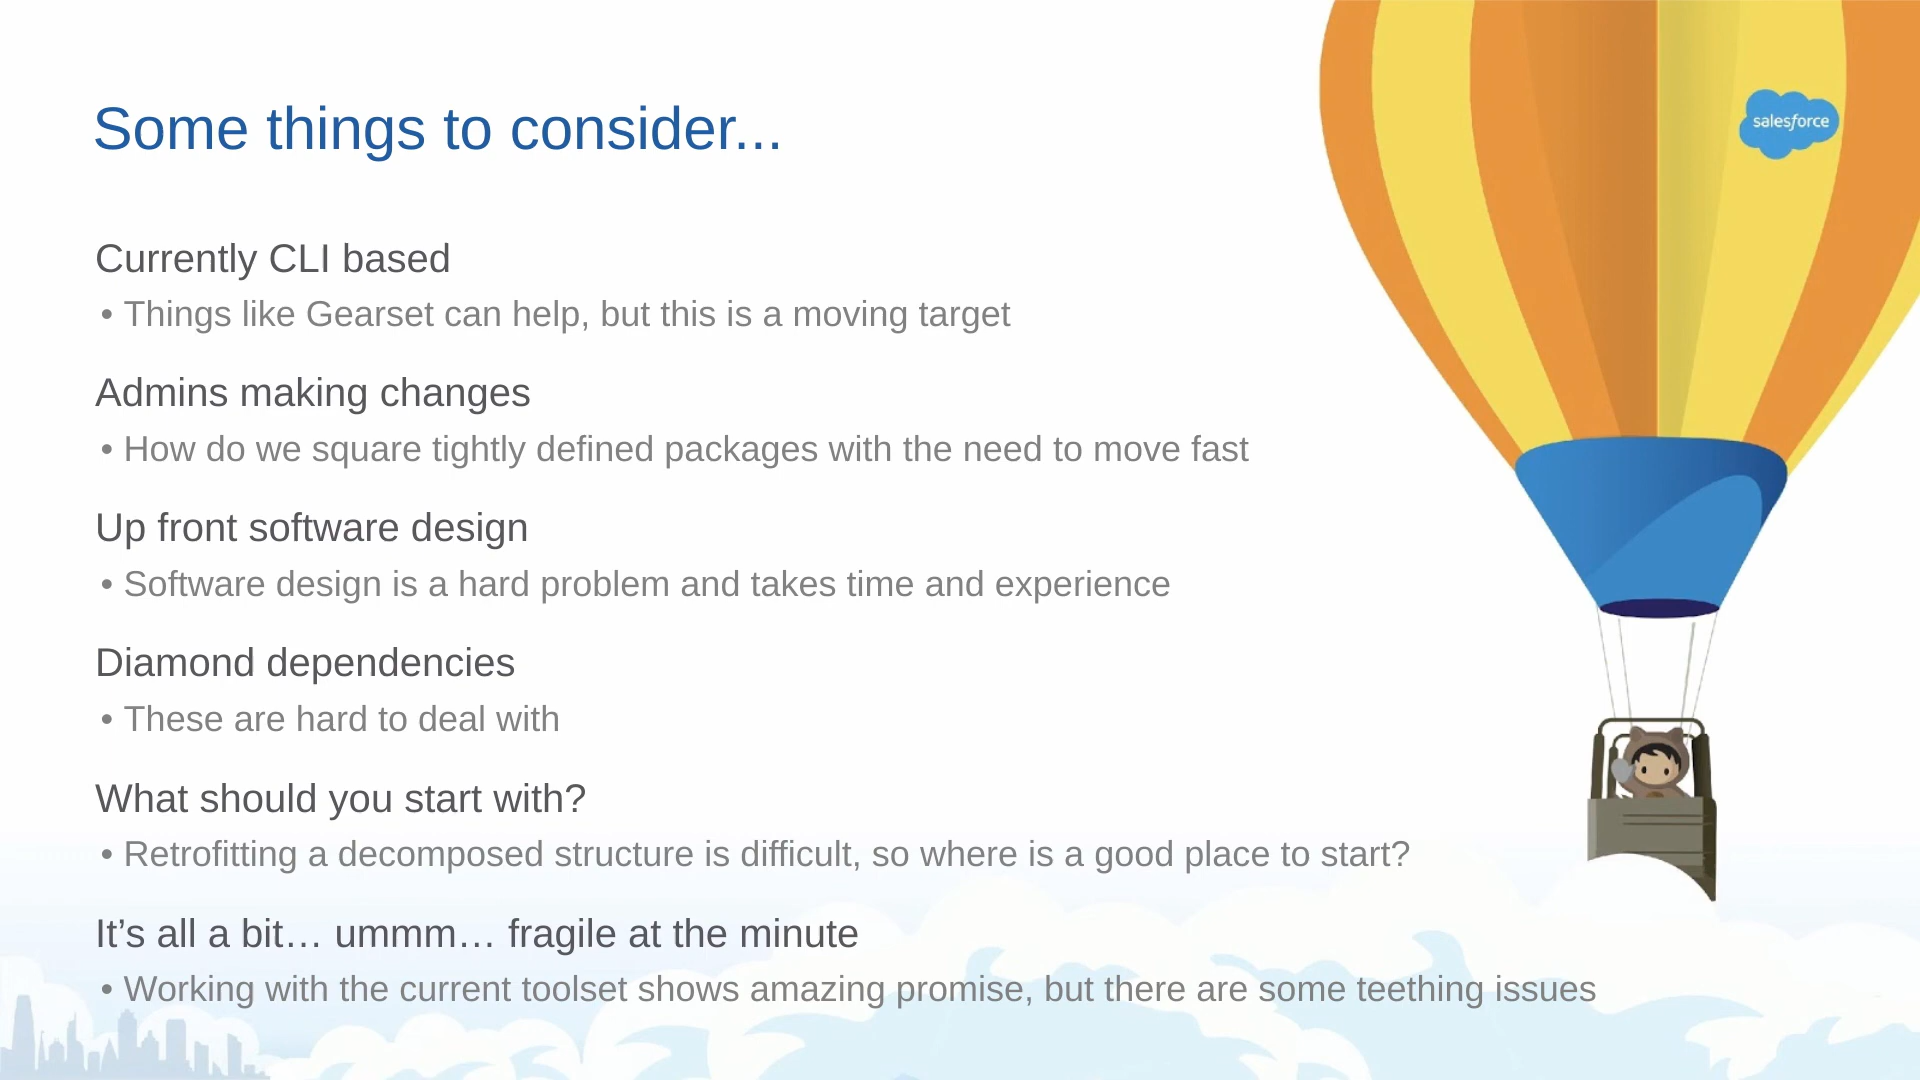 Some things to consider...
salesforce
Currently CLI based
• Things like Gearset can help, but this is a moving target
Admins making changes
• How do we square tightly defined packages with the need to move fast
Up front software design
• Software design is a hard problem and takes time and experience
Diamond dependencies
• These are hard to deal with
What should you start with?
• Retrofitting a decomposed structure is difficult, so where is a good place to start?
It’s all a bit… ummm… fragile at the minute
• Working with the current toolset shows amazing promise, but there are some teething issues